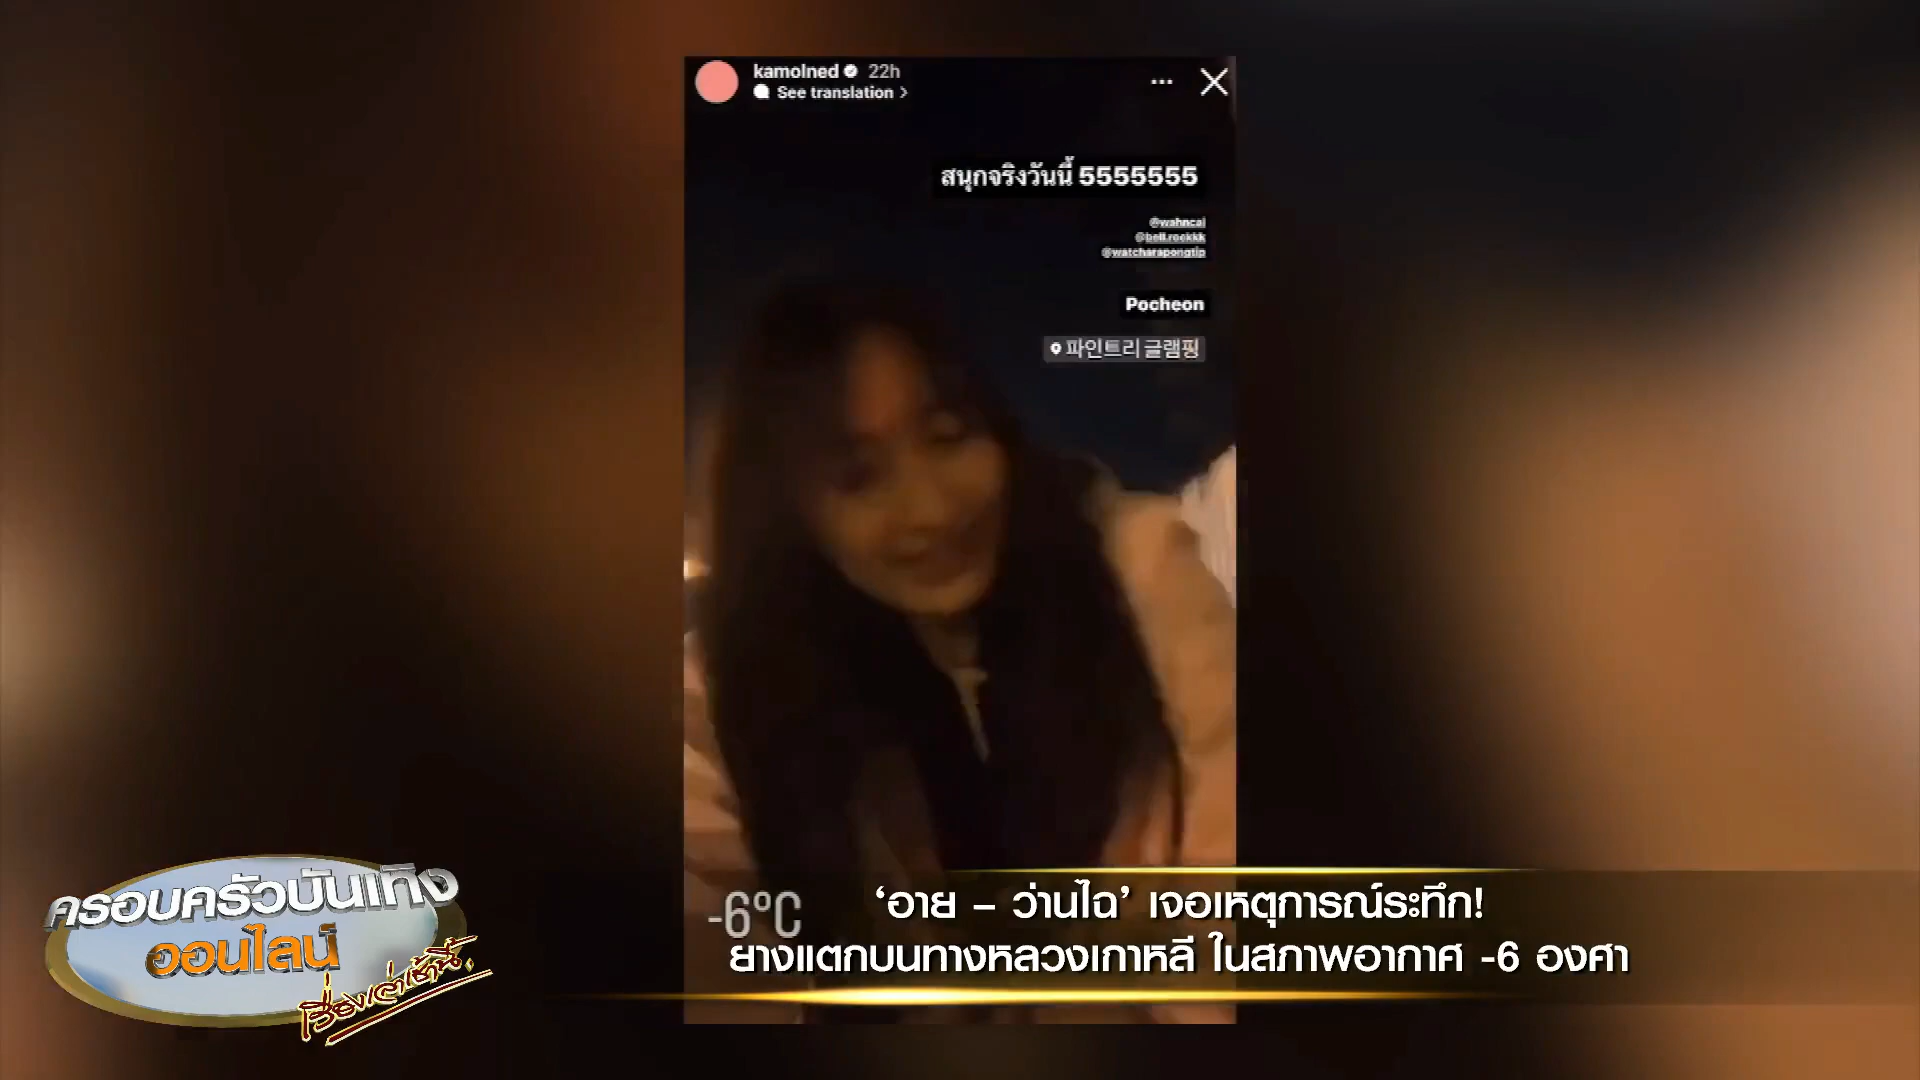 kamolned 22h
See translation >
สนุกจริงวันนี้ 5555555
@wahncai
@bell.rockkk
@watcharapongtip
Pocheon
파인트리 글램핑
-6°C
‘อาย – ว่านไฉ’ เจอเหตุการณ์ระทึก!
ยางแตกบนทางหลวงเกาหลี ในสภาพอากาศ -6 องศา
ครอบครัวบันเทิง
ออนไลน์
เรื่องเล่าเช้านี้